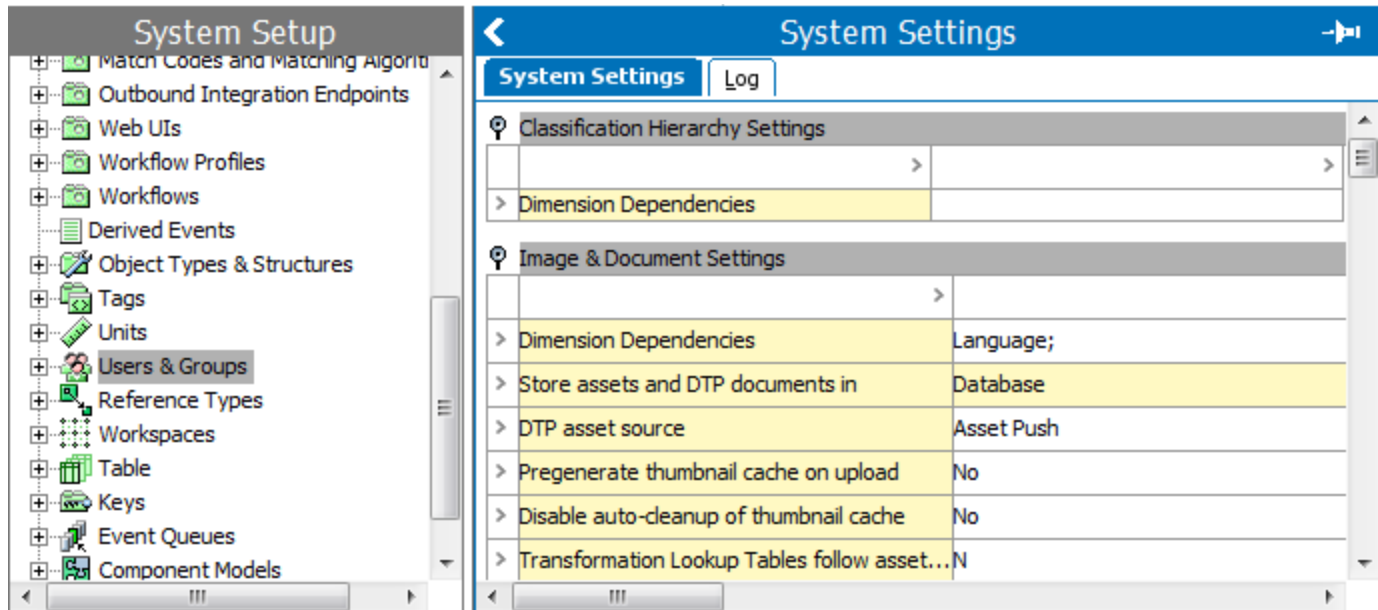 System Setup
Match Codes and Matching Algorit
Outbound Integration Endpoints
Web UIs
Workflow Profiles
Workflows
Derived Events
Object Types & Structures
Tags
Units
Users & Groups
Reference Types
Workspaces
Table
Keys
Event Queues
Component Models
System Settings
System Settings Log
Classification Hierarchy Settings
> >
> Dimension Dependencies
Image & Document Settings
>
> Dimension Dependencies Language;
> Store assets and DTP documents in Database
> DTP asset source Asset Push
> Pregenerate thumbnail cache on upload No
> Disable auto-cleanup of thumbnail cache No
> Transformation Lookup Tables follow asset... N